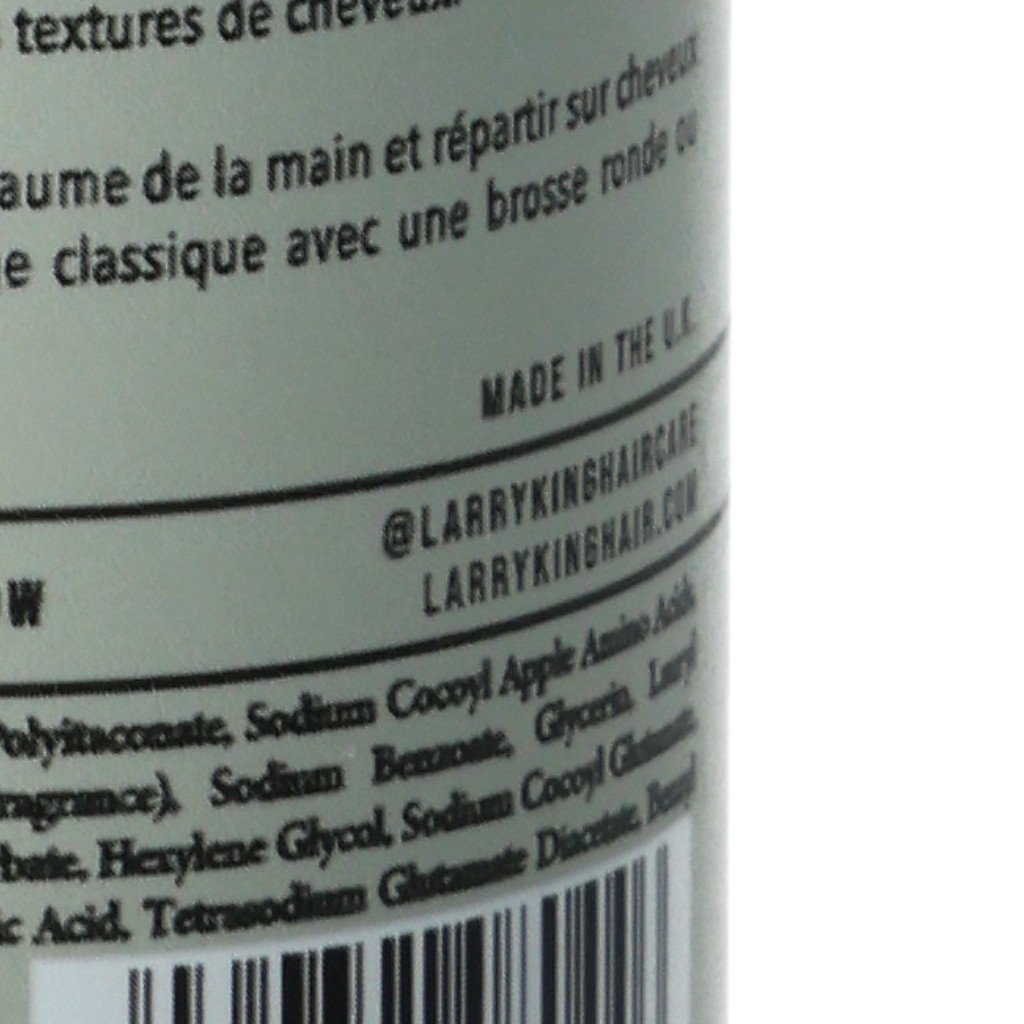 textures de cheveux.
aume de la main et répartir sur cheveux
e classique avec une brosse ronde ou
MADE IN THE U.K.
@LARRYKINGHAIRCARE
LARRYKINGHAIR.COM
W
Polyitaconate, Sodium Cocoyl Apple Amino Acids,
ragrance), Sodium Benzoate, Glycerin, Lauryl
bate, Hexylene Glycol, Sodium Cocoyl Glutamate,
ic Acid, Tetrasodium Glutamate Diacetate, Benzyl